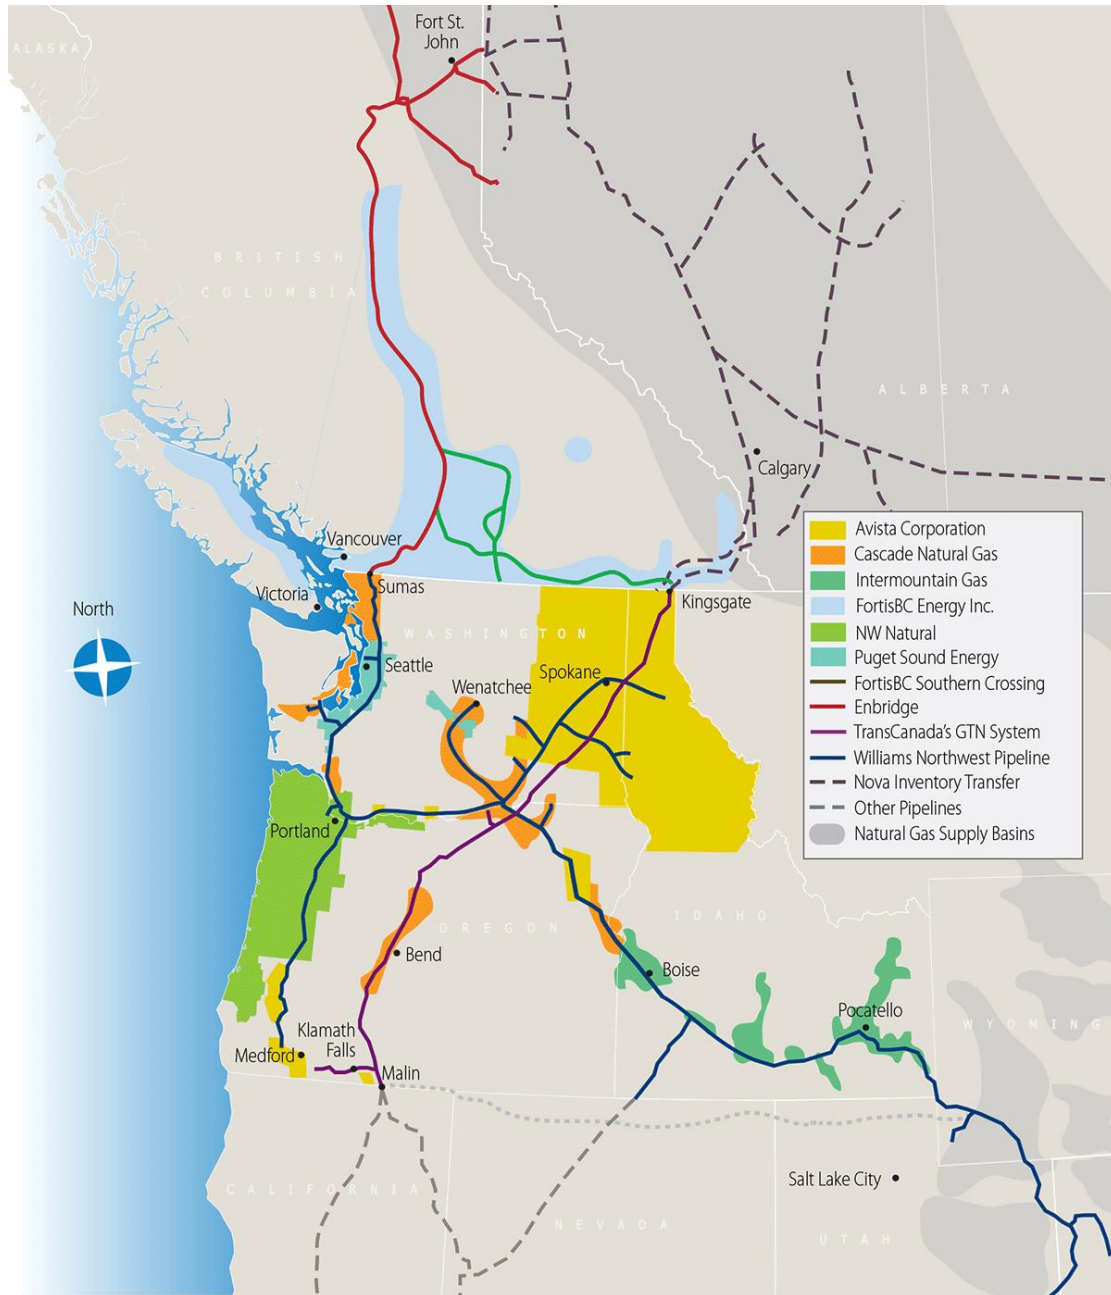 Fort St.
John
ALASKA
BRITISH
COLUMBIA
ALBERTA
Calgary
Vancouver
Sumas
Victoria
Kingsgate
North
WASHINGTON
Seattle
Spokane
Wenatchee
Avista Corporation
Cascade Natural Gas
Intermountain Gas
FortisBC Energy Inc.
NW Natural
Puget Sound Energy
FortisBC Southern Crossing
Enbridge
TransCanada's GTN System
Williams Northwest Pipeline
Nova Inventory Transfer
Other Pipelines
Natural Gas Supply Basins
Portland
IDAHO
OREGON
Bend
Boise
Pocatello
WYOMING
Klamath
Falls
Medford
Malin
Salt Lake City
CALIFORNIA
NEVADA
UTAH